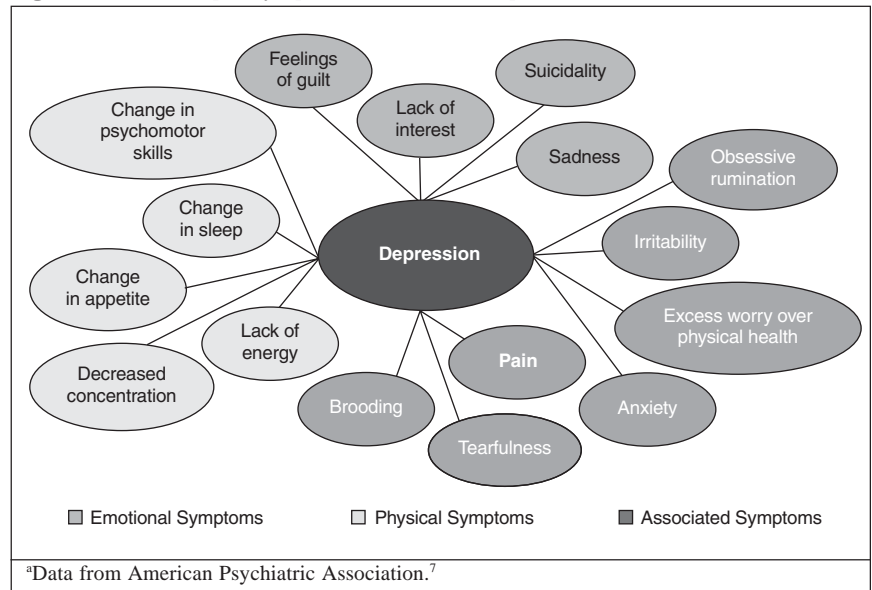 Feelings
of guilt
Suicidality
Change in
psychomotor
skills
Lack of
interest
Sadness
Obsessive
rumination
Change
in sleep
Irritability
Depression
Change
in appetite
Excess worry over
physical health
Lack of
energy
Pain
Decreased
concentration
Brooding
Anxiety
Tearfulness
Emotional Symptoms
Physical Symptoms
Associated Symptoms
ᵃData from American Psychiatric Association.⁷